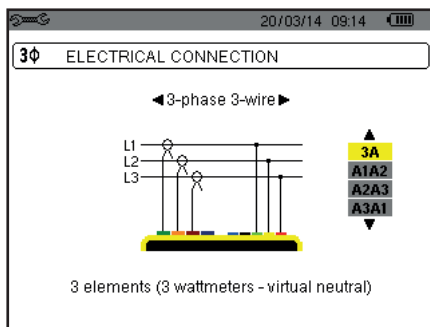 20/03/14 09:14
3ɸ ELECTRICAL CONNECTION
◄3-phase 3-wire►
L1
L2
L3
3A
A1A2
A2A3
A3A1
3 elements (3 wattmeters - virtual neutral)